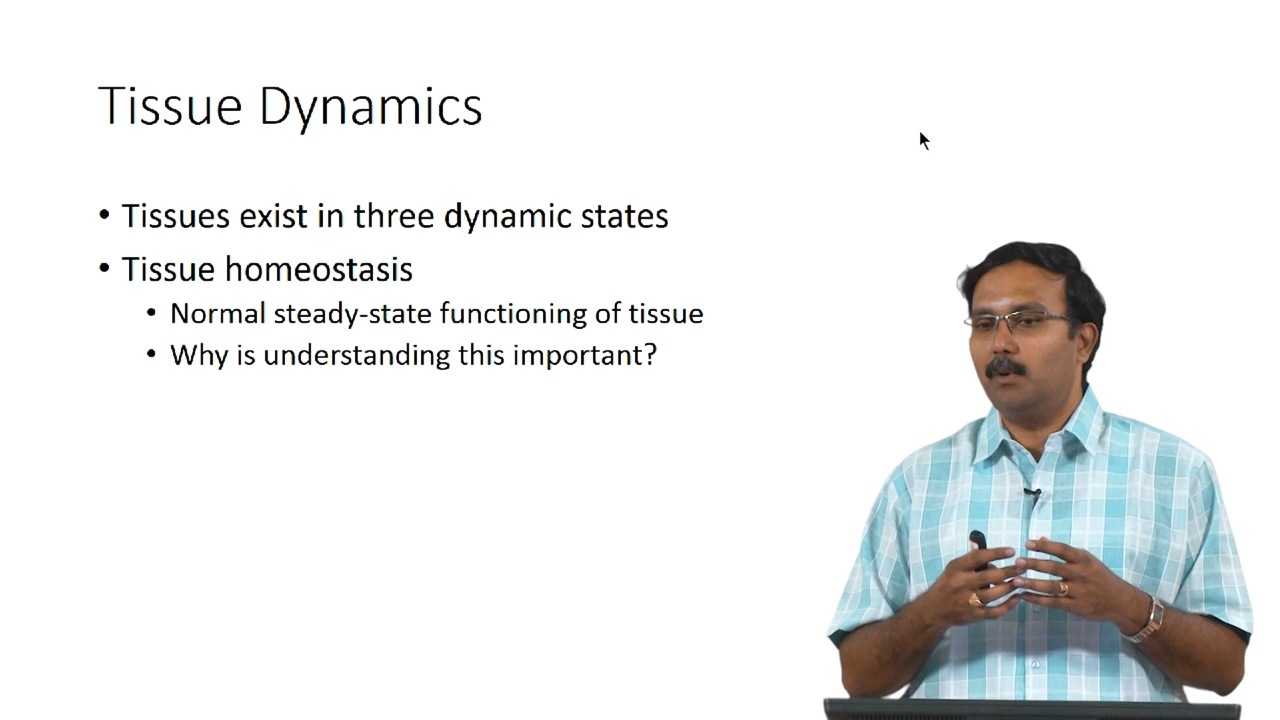 Tissue Dynamics
• Tissues exist in three dynamic states
• Tissue homeostasis
• Normal steady-state functioning of tissue
• Why is understanding this important?